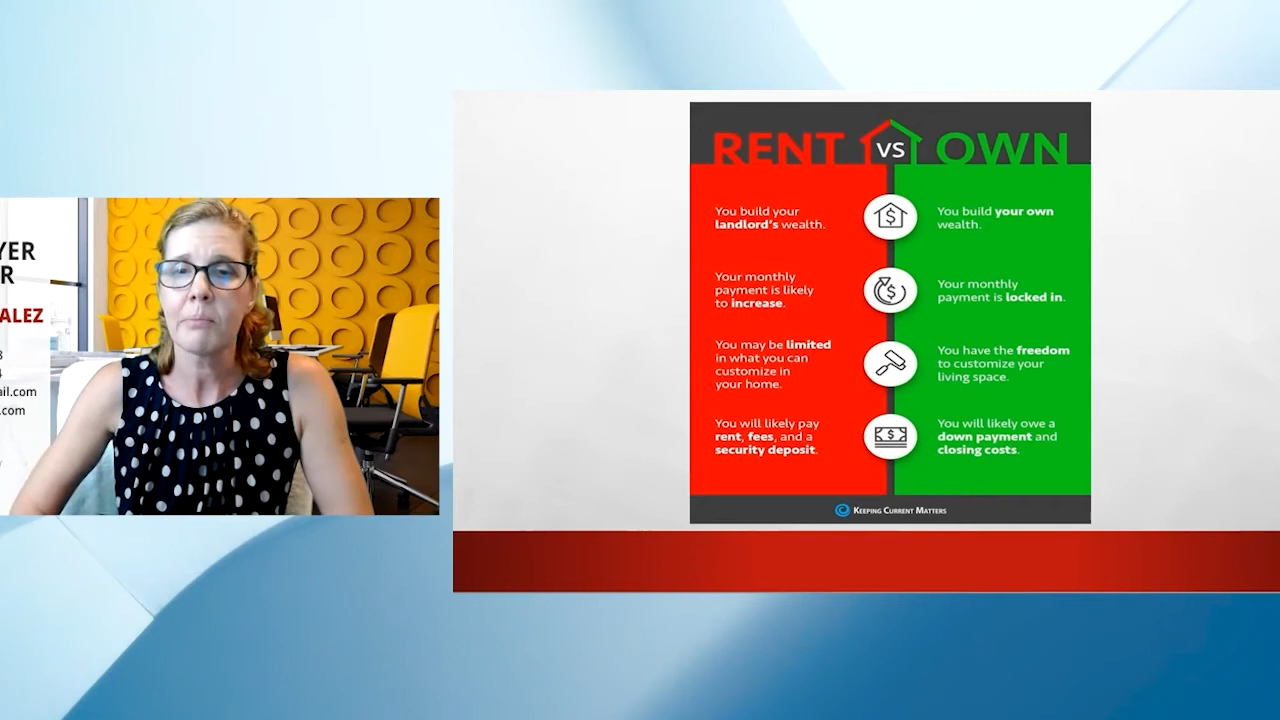 YER
R
ALEZ
3
4
ail.com
.com
RENT VS OWN
You build your
landlord's wealth.
You build your own
wealth.
Your monthly
payment is likely
to increase.
Your monthly
payment is locked in.
You may be limited
in what you can
customize in
your home.
You have the freedom
to customize your
living space.
You will likely pay
rent, fees, and a
security deposit.
You will likely owe a
down payment and
closing costs.
KEEPING CURRENT MATTERS